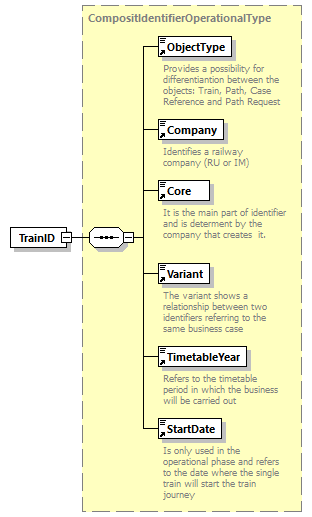 CompositIdentifierOperationalType
ObjectType
Provides a possibility for
differentiantion between the
objects: Train, Path, Case
Reference and Path Request
Company
Identifies a railway
company (RU or IM)
Core
It is the main part of identifier
and is determent by the
company that creates  it.
TrainID
Variant
The variant shows a
relationship between two
identifiers referring to the
same business case
TimetableYear
Refers to the timetable
period in which the business
will be carried out
StartDate
Is only used in the
operational phase and refers
to the date where the single
train will start the train
journey